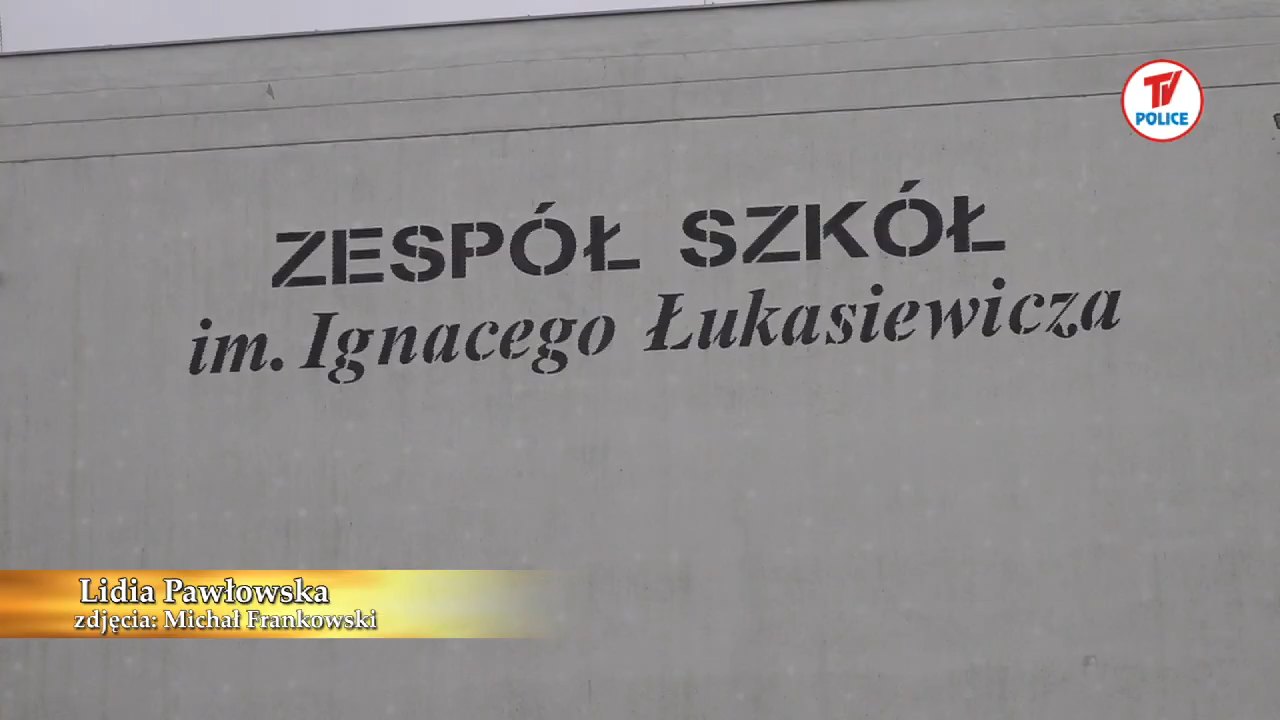 TV
POLICE
ZESPÓŁ SZKÓŁ
im. Ignacego Łukasiewicza
Lidia Pawłowska
zdjęcia: Michał Frankowski